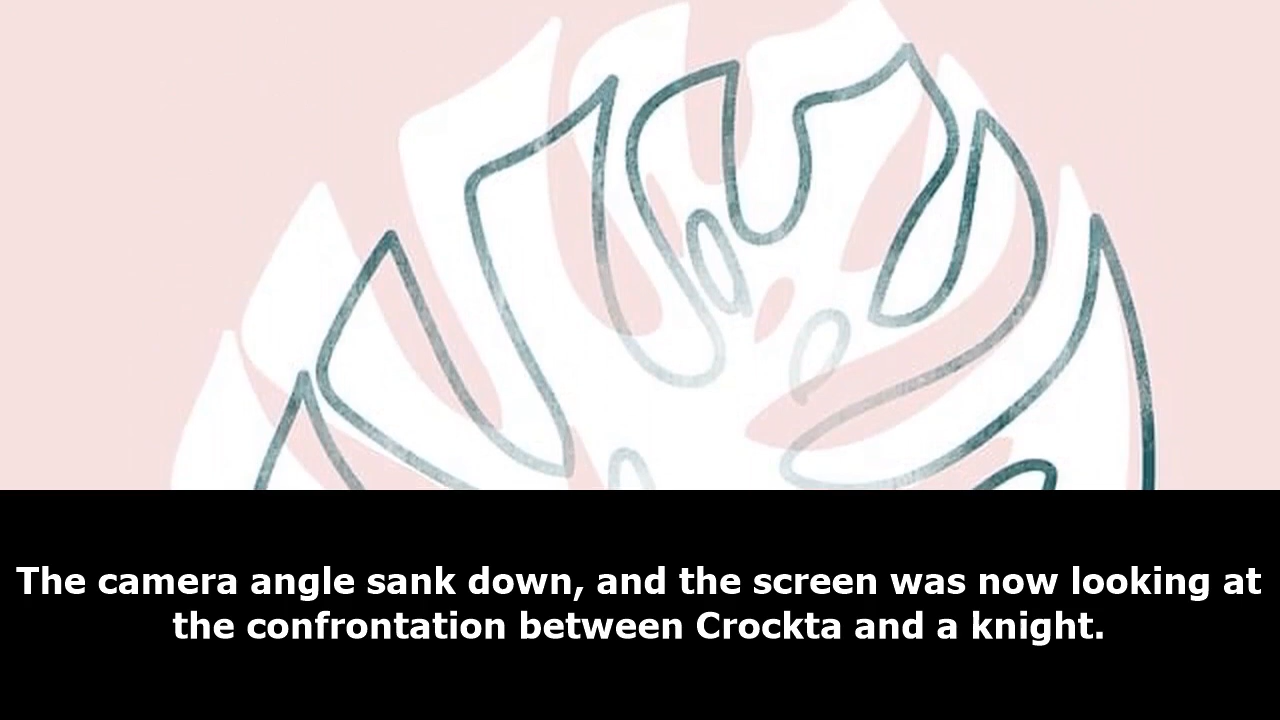 The camera angle sank down, and the screen was now looking at
the confrontation between Crockta and a knight.